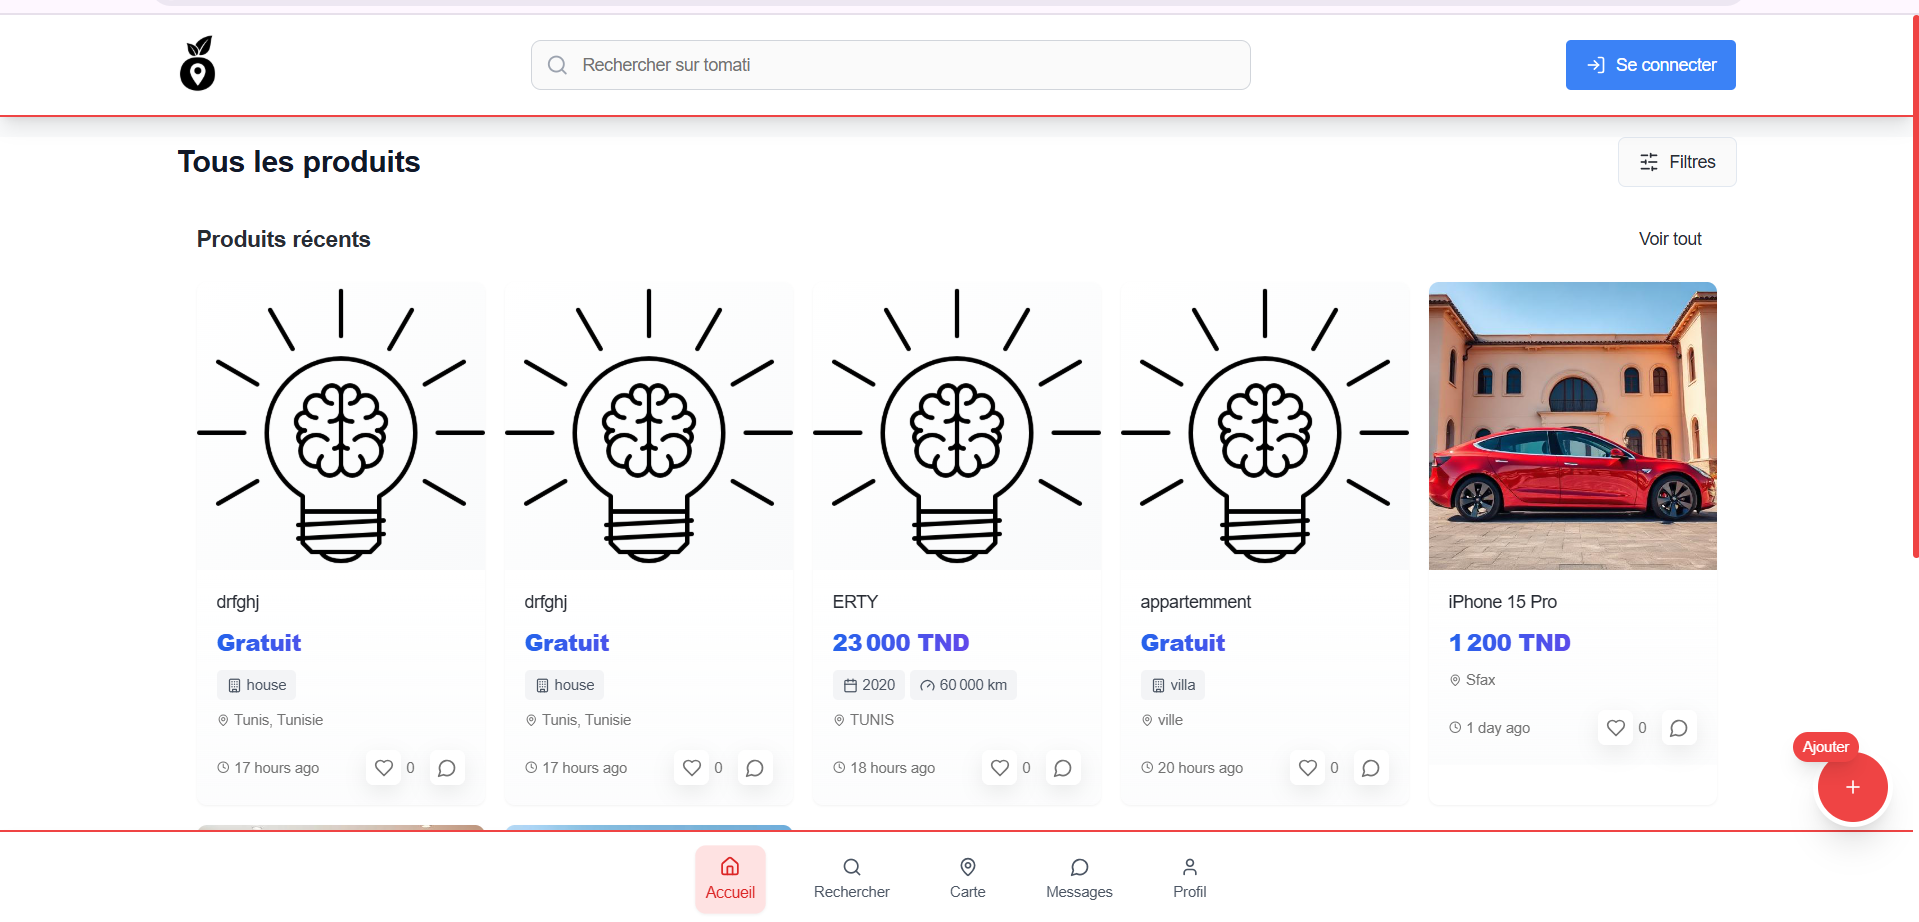 Rechercher sur tomati
Se connecter
Tous les produits
Filtres
Produits récents
Voir tout
drfghj
Gratuit
house
Tunis, Tunisie
17 hours ago
0
drfghj
Gratuit
house
Tunis, Tunisie
17 hours ago
0
ERTY
23 000 TND
2020
60 000 km
TUNIS
18 hours ago
0
appartemment
Gratuit
villa
ville
20 hours ago
0
iPhone 15 Pro
1 200 TND
Sfax
1 day ago
0
Ajouter
Accueil
Rechercher
Carte
Messages
Profil